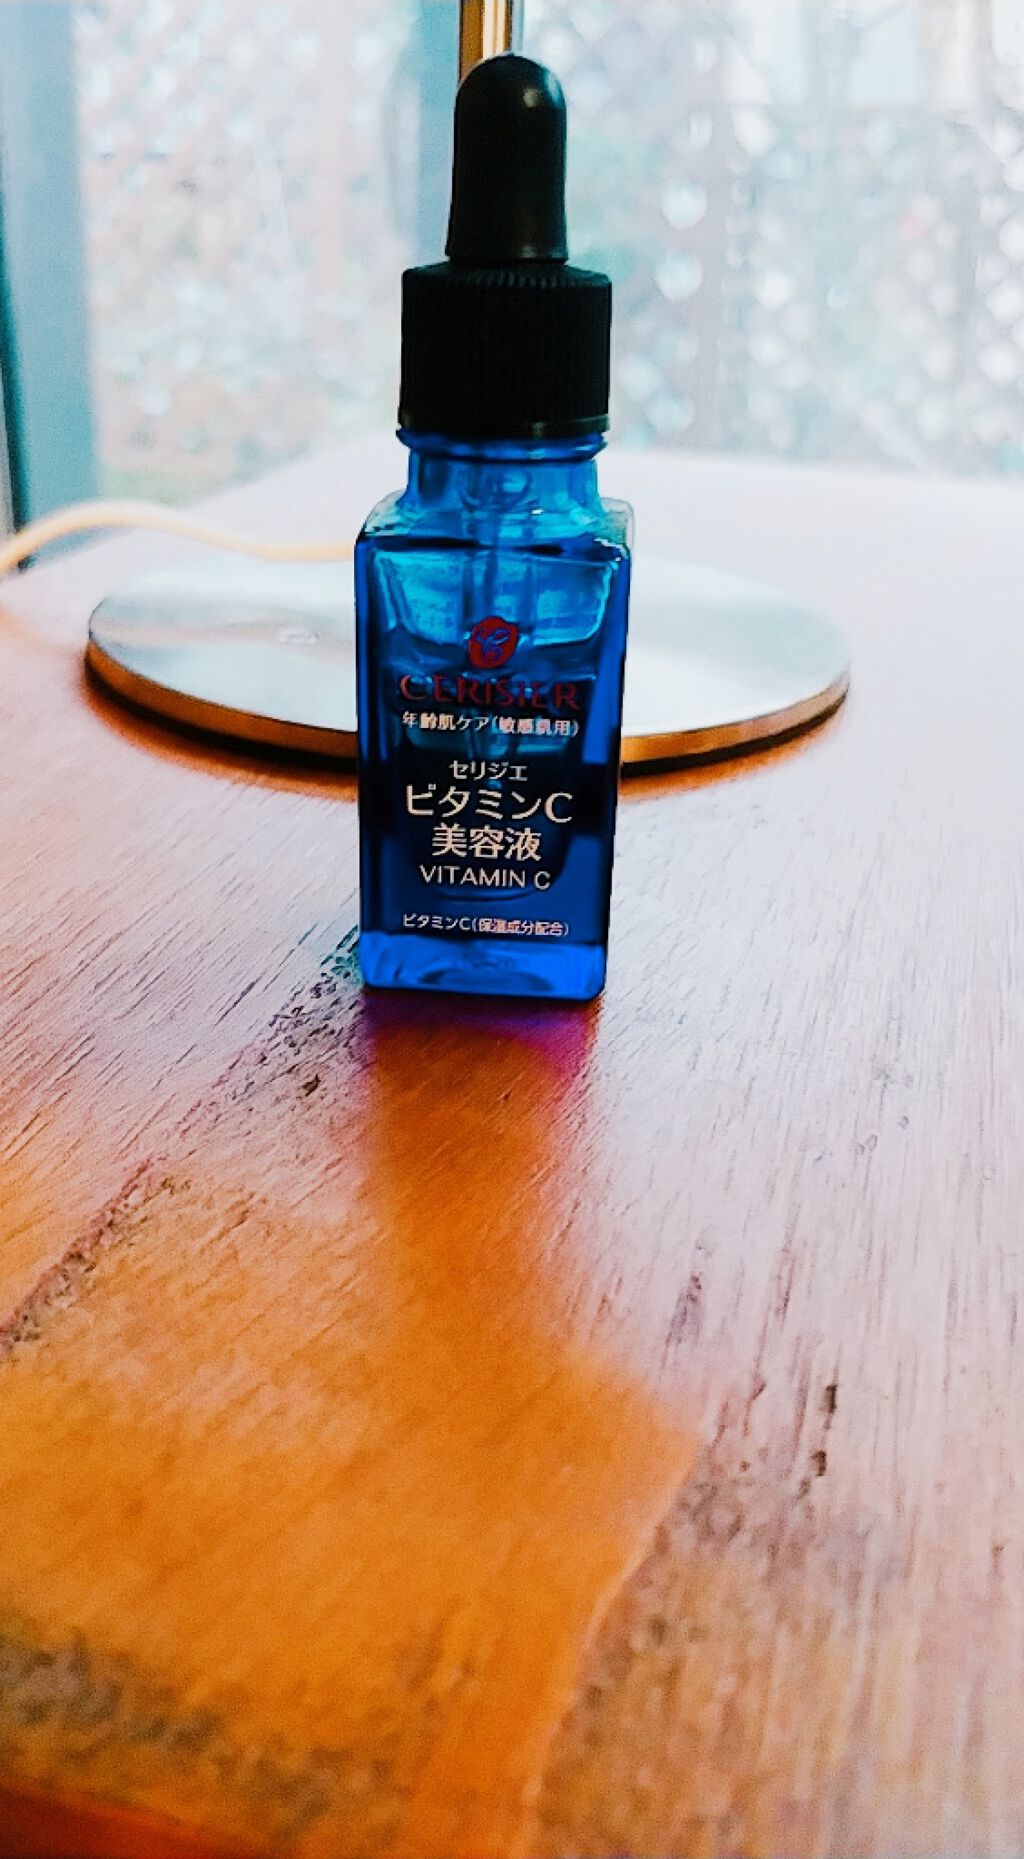 CERISIER
年齢肌ケア(敏感肌用)
セリジエ
ビタミンC
美容液
VITAMIN C
ビタミンC(保湿成分配合)